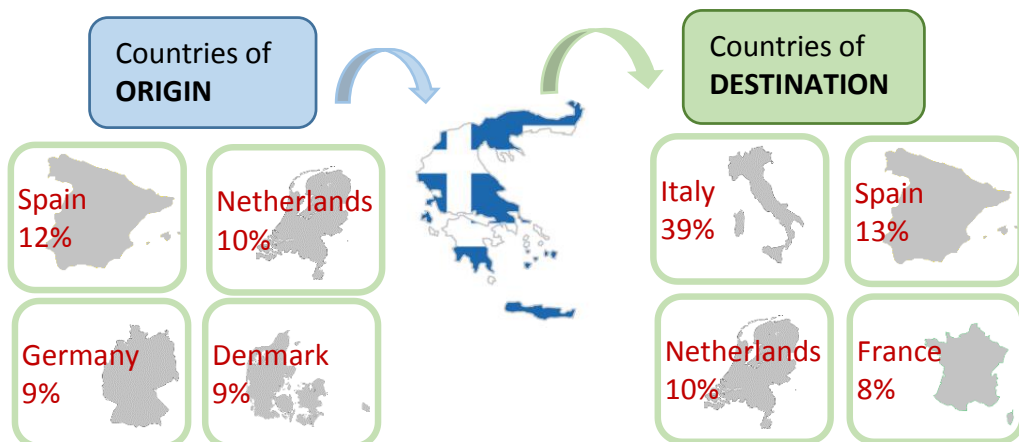 Countries of
ORIGIN
Countries of
DESTINATION
Spain
12%
Netherlands
10%
Italy
39%
Spain
13%
Germany
9%
Denmark
9%
Netherlands
10%
France
8%